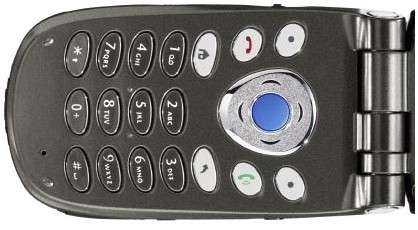 1 ⌂⌂
2 ABC
3 DEF
4 GHI
5 JKL
6 MNO
7 PQRS
8 TUV
9 WXYZ
* ,
0 +
#